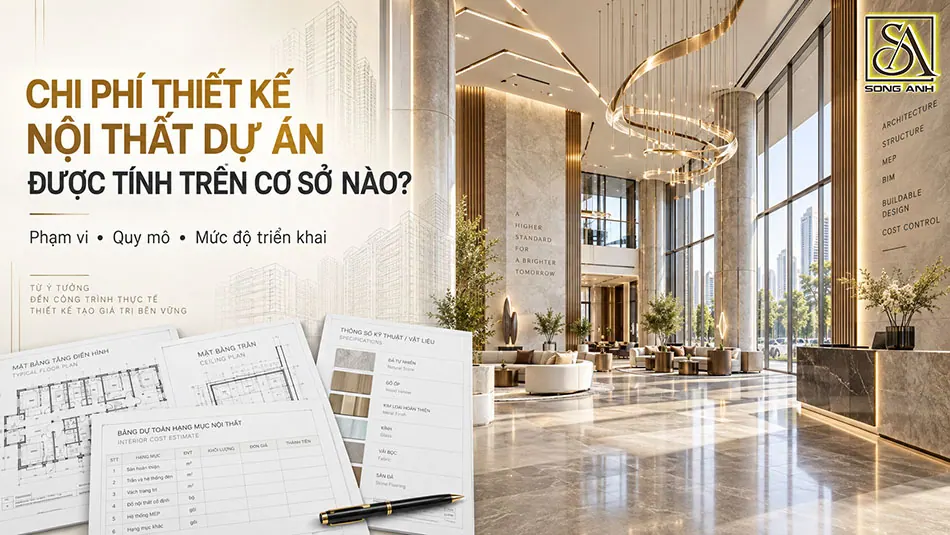 CHI PHÍ THIẾT KẾ
NỘI THẤT DỰ ÁN
ĐƯỢC TÍNH TRÊN CƠ SỞ NÀO?
Phạm vi • Quy mô • Mức độ triển khai
TỪ Ý TƯỞNG
ĐẾN CÔNG TRÌNH THỰC TẾ
THIẾT KẾ TẠO GIÁ TRỊ BỀN VỮNG
SA
SONG ANH
ARCHITECTURE
STRUCTURE
MEP
BIM
BUILDABLE
DESIGN
COST CONTROL
A
HIGHER
STANDARD
FOR
A BRIGHTER
TOMORROW
MẶT BẰNG TẦNG ĐIỂN HÌNH
TYPICAL FLOOR PLAN
MẶT BẰNG TRẦN
CEILING PLAN
THÔNG SỐ KỸ THUẬT / VẬT LIỆU
SPECIFICATIONS
ĐÁ TỰ NHIÊN
Natural Stone
GỖ ỐP
Wood Veneer
KIM LOẠI HOÀN THIỆN
Metal Finish
KÍNH
Glass
VẢI BỌC
Fabric
SÀN ĐÁ
Stone Flooring
BẢNG DỰ TOÁN HẠNG MỤC NỘI THẤT
INTERIOR COST ESTIMATE
STT HẠNG MỤC ĐVT KHỐI LƯỢNG ĐƠN GIÁ THÀNH TIỀN
1 Sàn hoàn thiện m²
2 Trần và hệ thống đèn m²
3 Vách trang trí m²
4 Đồ nội thất cố định bộ
5 Hệ thống MEP gói
6 Hạng mục khác gói